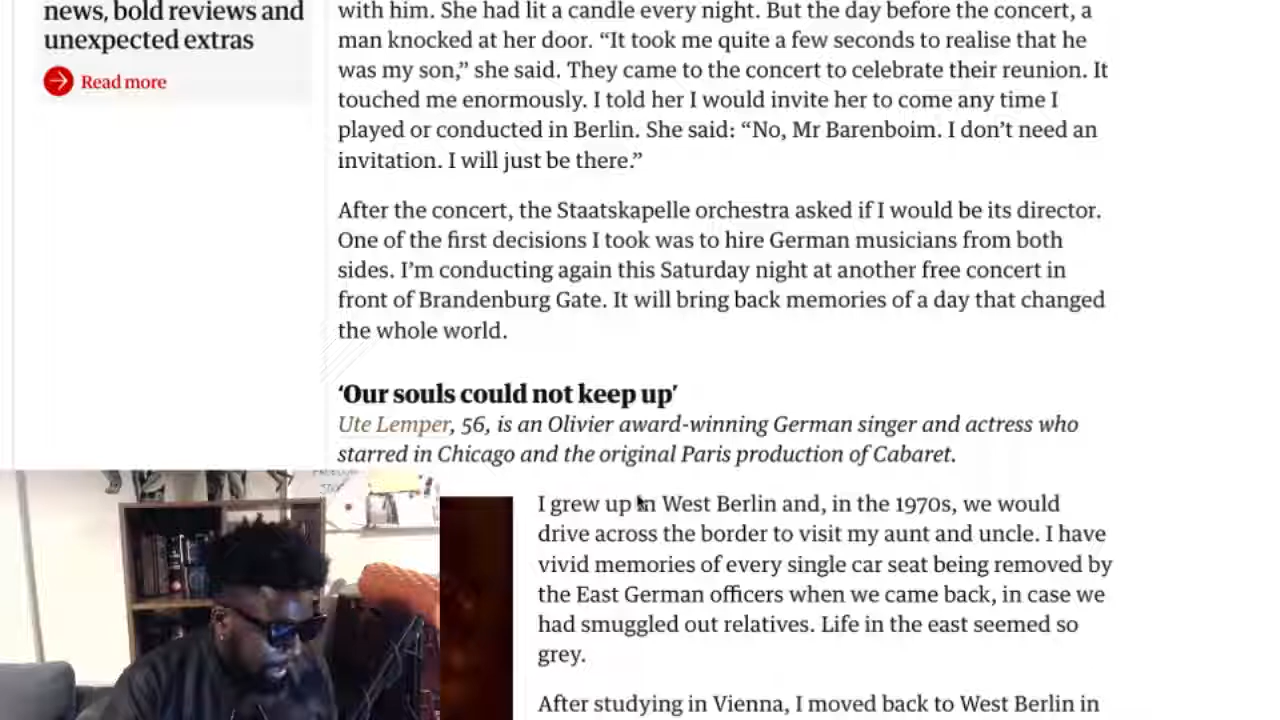 news, bold reviews and
unexpected extras
Read more
with him. She had lit a candle every night. But the day before the concert, a
man knocked at her door. “It took me quite a few seconds to realise that he
was my son,” she said. They came to the concert to celebrate their reunion. It
touched me enormously. I told her I would invite her to come any time I
played or conducted in Berlin. She said: “No, Mr Barenboim. I don’t need an
invitation. I will just be there.”
After the concert, the Staatskapelle orchestra asked if I would be its director.
One of the first decisions I took was to hire German musicians from both
sides. I’m conducting again this Saturday night at another free concert in
front of Brandenburg Gate. It will bring back memories of a day that changed
the whole world.
‘Our souls could not keep up’
Ute Lemper, 56, is an Olivier award-winning German singer and actress who
starred in Chicago and the original Paris production of Cabaret.
I grew up in West Berlin and, in the 1970s, we would
drive across the border to visit my aunt and uncle. I have
vivid memories of every single car seat being removed by
the East German officers when we came back, in case we
had smuggled out relatives. Life in the east seemed so
grey.
After studying in Vienna, I moved back to West Berlin in